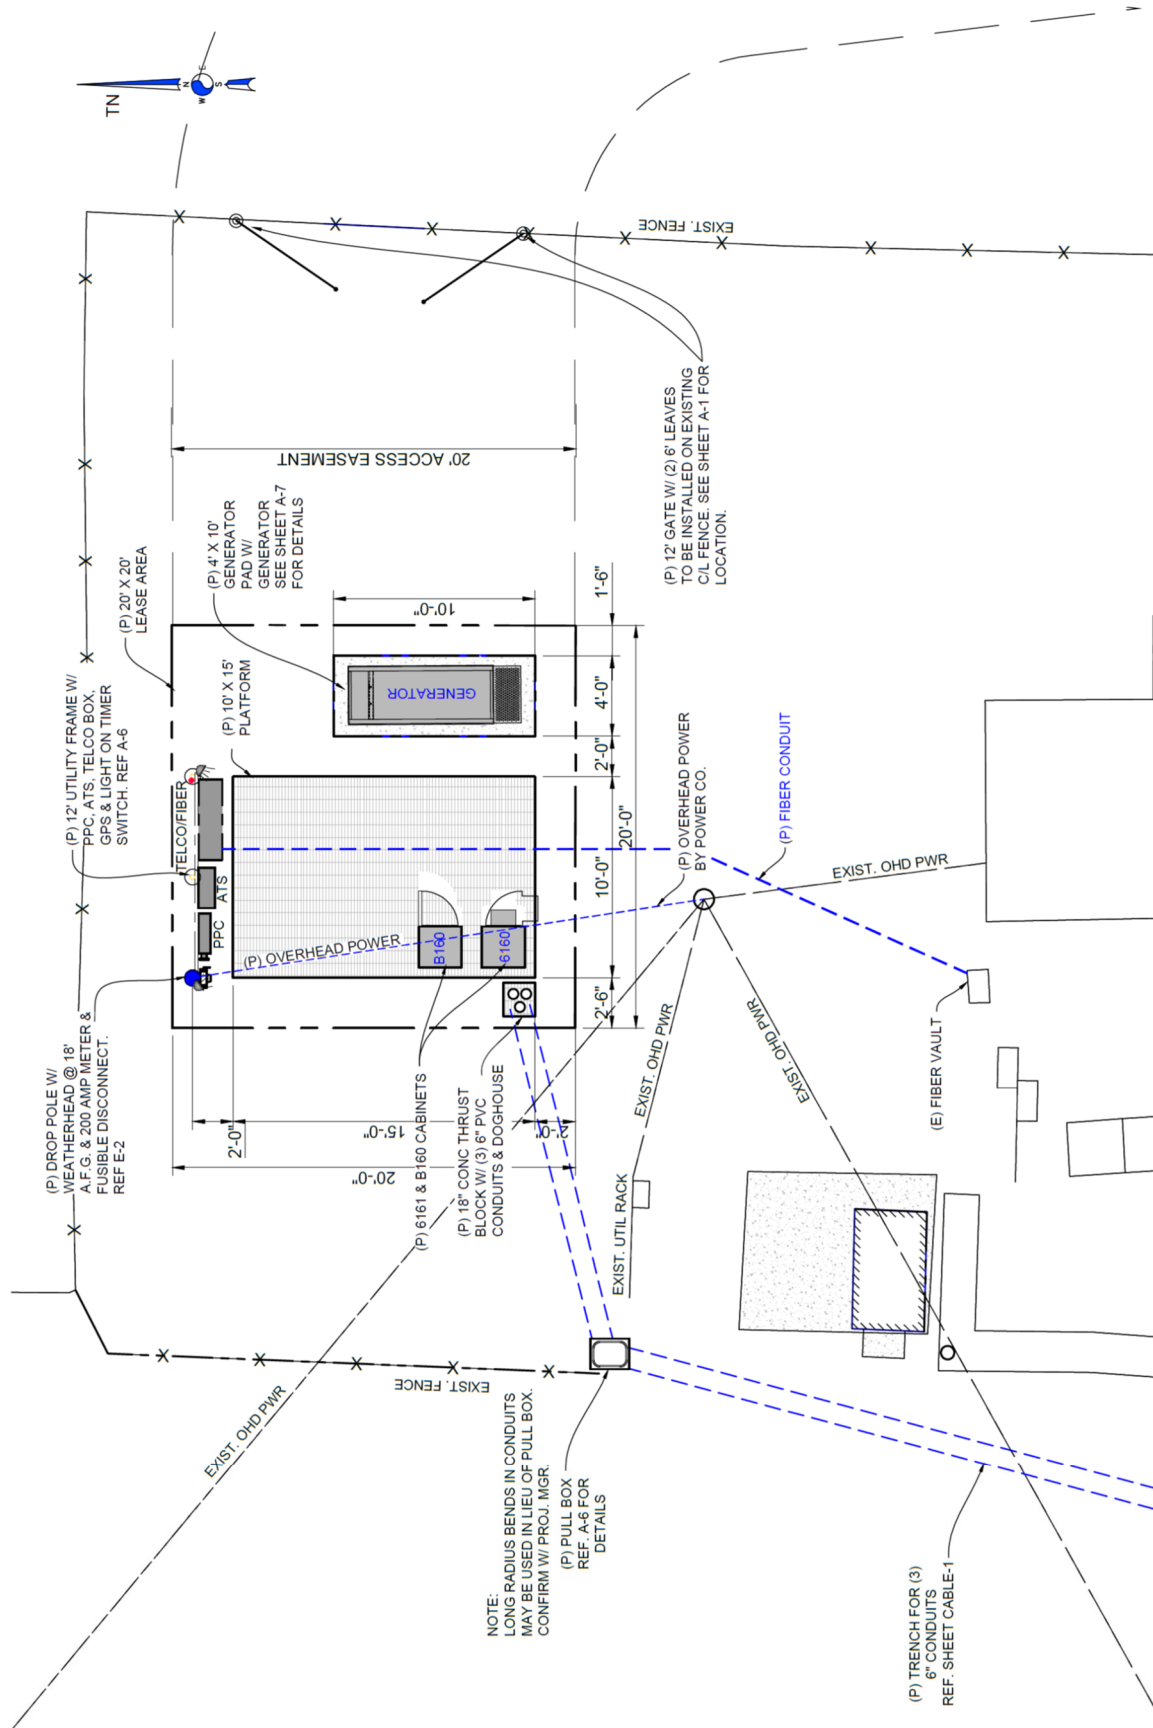 TN
N
E
S
W
(P) 12' UTILITY FRAME W/
PPC, ATS, TELCO BOX,
GPS & LIGHT ON TIMER
SWITCH. REF A-6
(P) 20' X 20'
LEASE AREA
(P) 10' X 15'
PLATFORM
(P) 4' X 10'
GENERATOR
PAD W/
GENERATOR
SEE SHEET A-7
FOR DETAILS
20' ACCESS EASEMENT
EXIST. FENCE
(P) 12' GATE W/ (2) 6' LEAVES
TO BE INSTALLED ON EXISTING
C/L FENCE. SEE SHEET A-1 FOR
LOCATION.
(P) DROP POLE W/
WEATHERHEAD @ 18'
A.F.G. & 200 AMP METER &
FUSIBLE DISCONNECT.
REF E-2
TELCO/FIBER
ATS
PPC
(P) OVERHEAD POWER
B160
6160
GENERATOR
10'-0"
1'-6"
4'-0"
2'-0"
10'-0"
2'-6"
20'-0"
2'-0"
15'-0"
2'-0"
20'-0"
(P) 6161 & B160 CABINETS
(P) 18" CONC THRUST
BLOCK W/ (3) 6" PVC
CONDUITS & DOGHOUSE
(P) OVERHEAD POWER
BY POWER CO.
(P) FIBER CONDUIT
EXIST. OHD PWR
EXIST. OHD PWR
EXIST. OHD PWR
EXIST. OHD PWR
(E) FIBER VAULT
EXIST. UTIL RACK
EXIST. FENCE
NOTE:
LONG RADIUS BENDS IN CONDUITS
MAY BE USED IN LIEU OF PULL BOX.
CONFIRM W/ PROJ. MGR.
(P) PULL BOX
REF. A-6 FOR
DETAILS
(P) TRENCH FOR (3)
6" CONDUITS
REF. SHEET CABLE-1